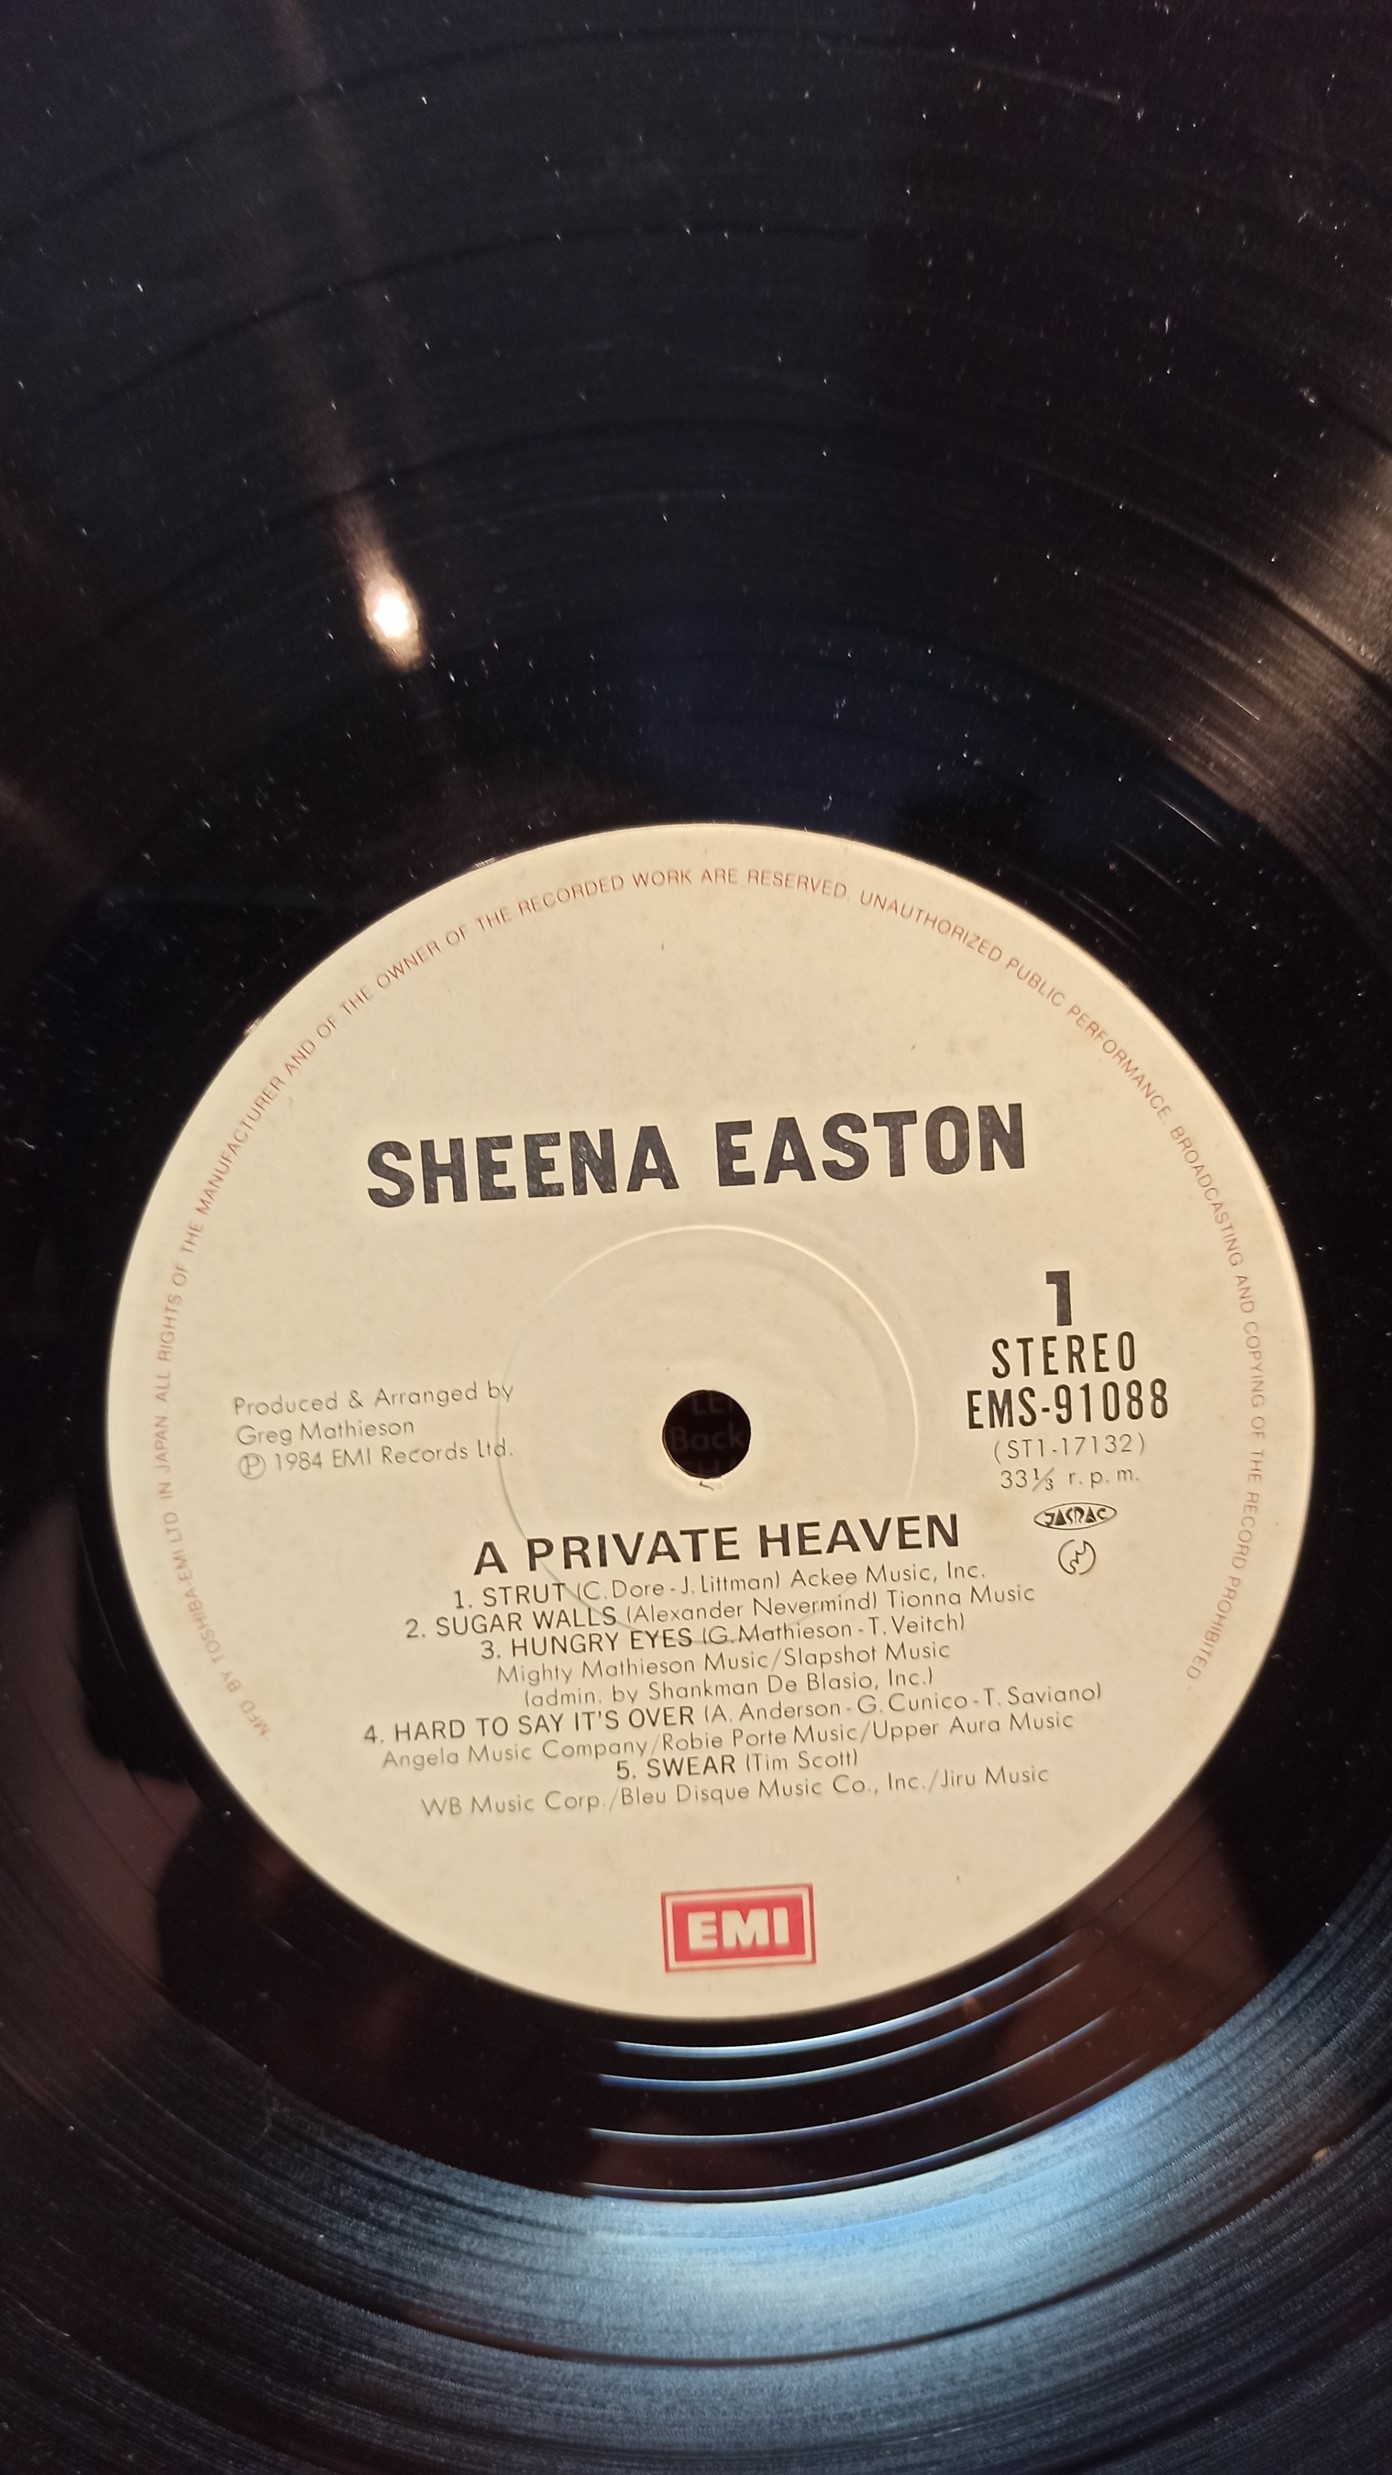 MFD BY TOSHIBA-EMI LTD. IN JAPAN ALL RIGHTS OF THE MANUFACTURER AND OF THE OWNER OF THE RECORDED WORK ARE RESERVED. UNAUTHORIZED PUBLIC PERFORMANCE, BROADCASTING AND COPYING OF THE RECORD PROHIBITED.
SHEENA EASTON
1
STEREO
EMS-91088
(ST1-17132)
33⅓ r.p.m.
JASRAC
Produced & Arranged by
Greg Mathieson
Ⓟ 1984 EMI Records Ltd.
Back
A PRIVATE HEAVEN
1. STRUT (C. Dore - J. Littman) Ackee Music, Inc.
2. SUGAR WALLS (Alexander Nevermind) Tionna Music
3. HUNGRY EYES (G. Mathieson - T. Veitch)
Mighty Mathieson Music/Slapshot Music
(admin. by Shankman De Blasio, Inc.)
4. HARD TO SAY IT'S OVER (A. Anderson - G. Cunico - T. Saviano)
Angela Music Company/Robie Porte Music/Upper Aura Music
5. SWEAR (Tim Scott)
WB Music Corp./Bleu Disque Music Co., Inc./Jiru Music
EMI